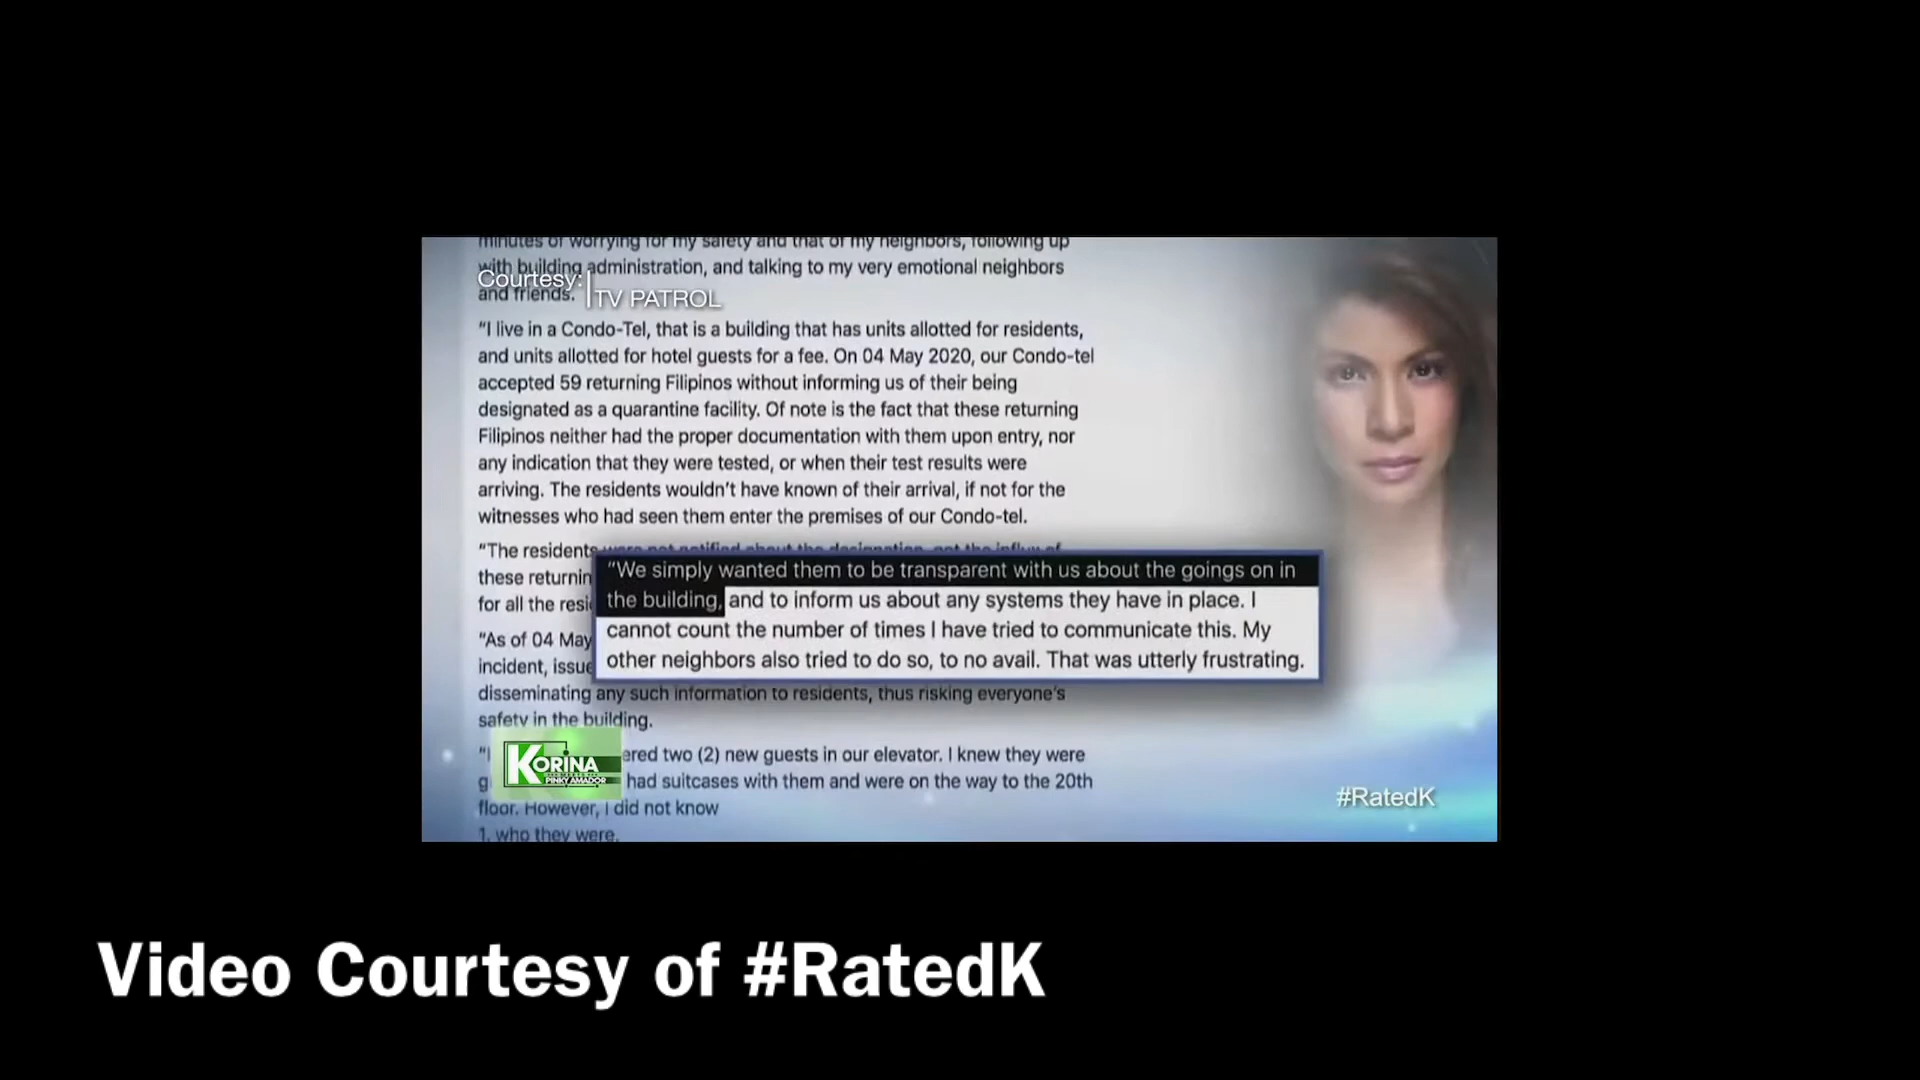 minutes of worrying for my safety and that of my neighbors, following up
with building administration, and talking to my very emotional neighbors
and friends.
Courtesy:
TV PATROL
“I live in a Condo-Tel, that is a building that has units allotted for residents,
and units allotted for hotel guests for a fee. On 04 May 2020, our Condo-tel
accepted 59 returning Filipinos without informing us of their being
designated as a quarantine facility. Of note is the fact that these returning
Filipinos neither had the proper documentation with them upon entry, nor
any indication that they were tested, or when their test results were
arriving. The residents wouldn’t have known of their arrival, if not for the
witnesses who had seen them enter the premises of our Condo-tel.
“The residents were not notified about the designation, not the influx of
these returnin
for all the resi
“We simply wanted them to be transparent with us about the goings on in
the building, and to inform us about any systems they have in place. I
cannot count the number of times I have tried to communicate this. My
other neighbors also tried to do so, to no avail. That was utterly frustrating.
“As of 04 May
incident, issue
disseminating any such information to residents, thus risking everyone’s
safety in the building.
ered two (2) new guests in our elevator. I knew they were
had suitcases with them and were on the way to the 20th
floor. However, I did not know
1. who they were.
KORINA
PINKY AMADOR
#RatedK
Video Courtesy of #RatedK